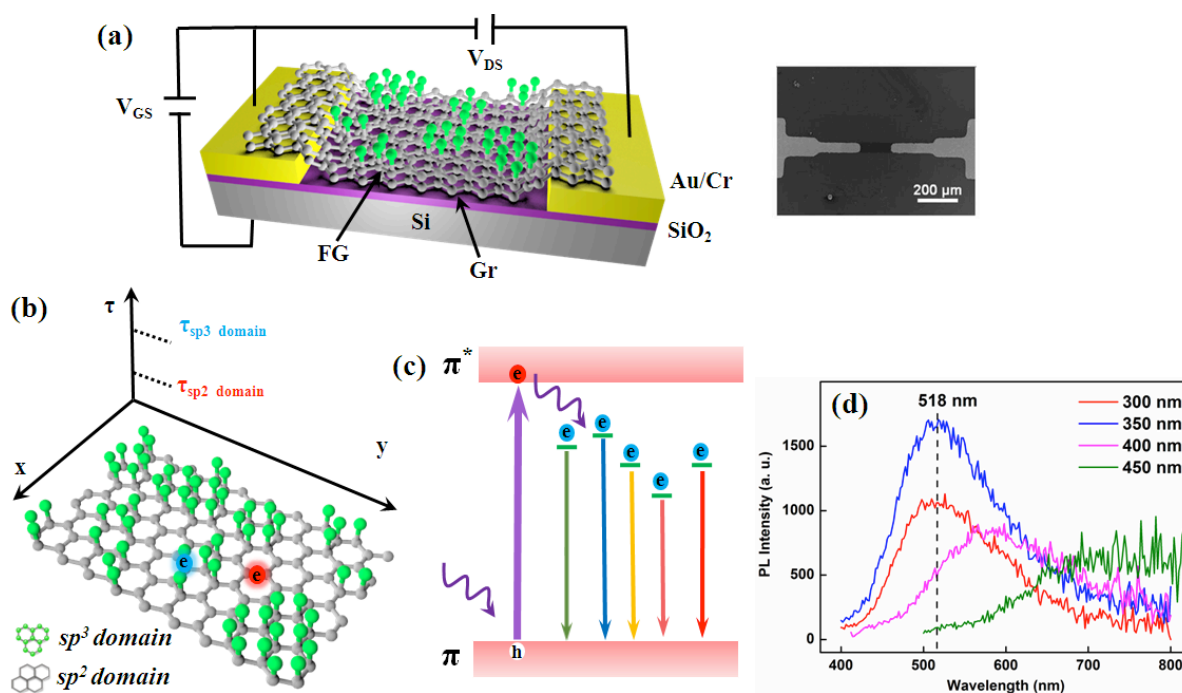 (a)
V_DS
V_GS
Au/Cr
SiO₂
Si
FG
Gr
200 µm
(b)
τ
τ_sp3 domain
τ_sp2 domain
x
y
e
e
sp³ domain
sp² domain
(c)
π*
e
e
e
e
e
e
h
π
(d)
518 nm
300 nm
350 nm
400 nm
450 nm
PL Intensity (a. u.)
1500
1000
500
0
400 500 600 700 800
Wavelength (nm)